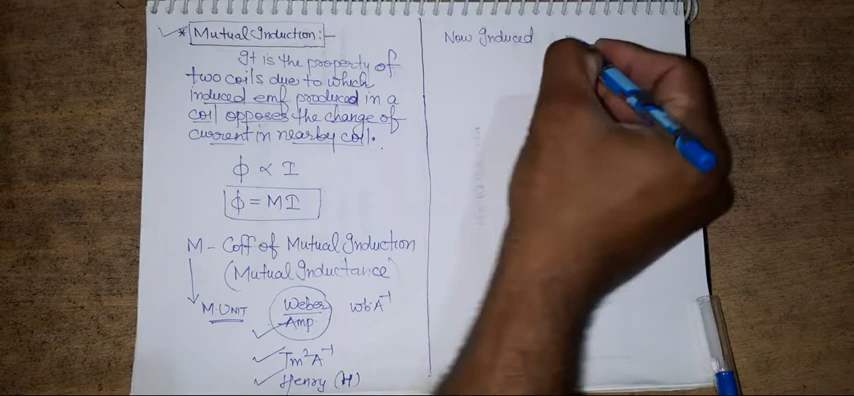 * Mutual Induction:-
It is the property of
two coils due to which
induced emf produced in a
coil opposes the change of
current in nearby coil.
ϕ ∝ I
ϕ = MI
M - Coff of Mutual Induction
(Mutual Inductance)
M. UNIT Weber/Amp. Wb.A⁻¹
Tm²A⁻¹
Henry (H)
Now Induced